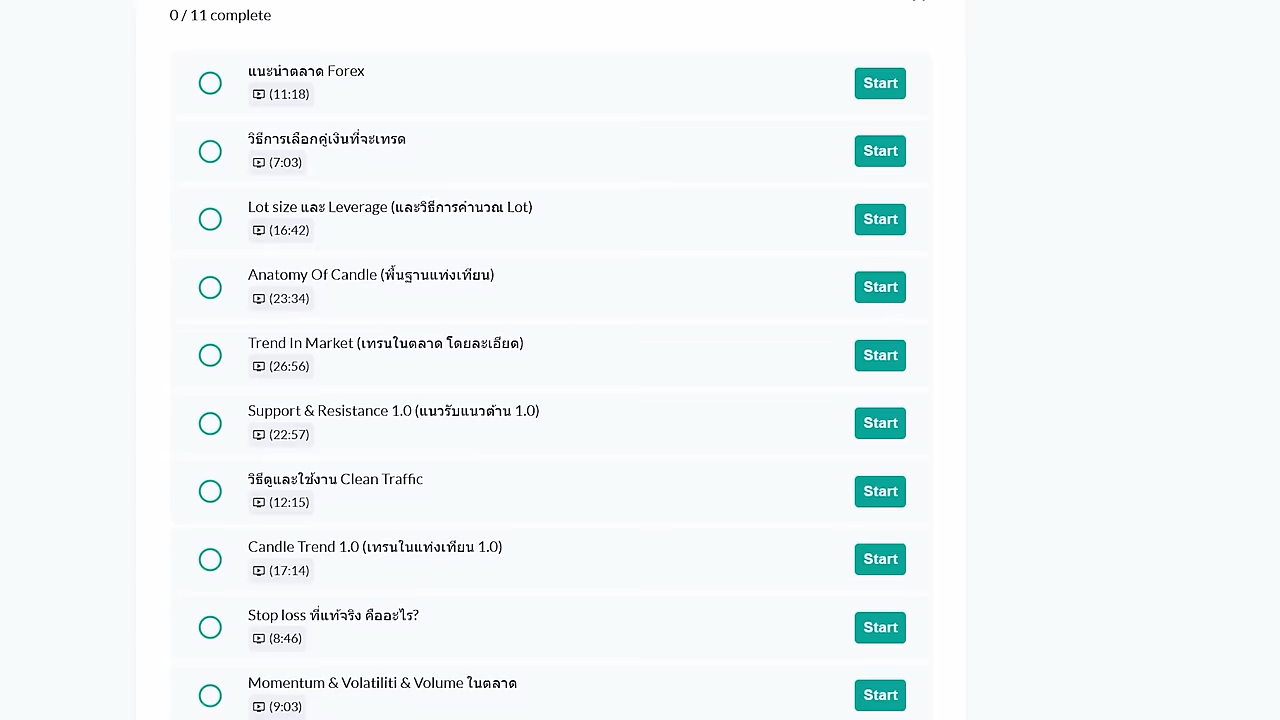 0 / 11 complete
แนะนำตลาด Forex
(11:18)
Start
วิธีการเลือกคู่เงินที่จะเทรด
(7:03)
Start
Lot size และ Leverage (และวิธีการคำนวณ Lot)
(16:42)
Start
Anatomy Of Candle (พื้นฐานแท่งเทียน)
(23:34)
Start
Trend In Market (เทรนในตลาด โดยละเอียด)
(26:56)
Start
Support & Resistance 1.0 (แนวรับแนวต้าน 1.0)
(22:57)
Start
วิธีดูและใช้งาน Clean Traffic
(12:15)
Start
Candle Trend 1.0 (เทรนในแท่งเทียน 1.0)
(17:14)
Start
Stop loss ที่แท้จริง คืออะไร?
(8:46)
Start
Momentum & Volatiliti & Volume ในตลาด
(9:03)
Start